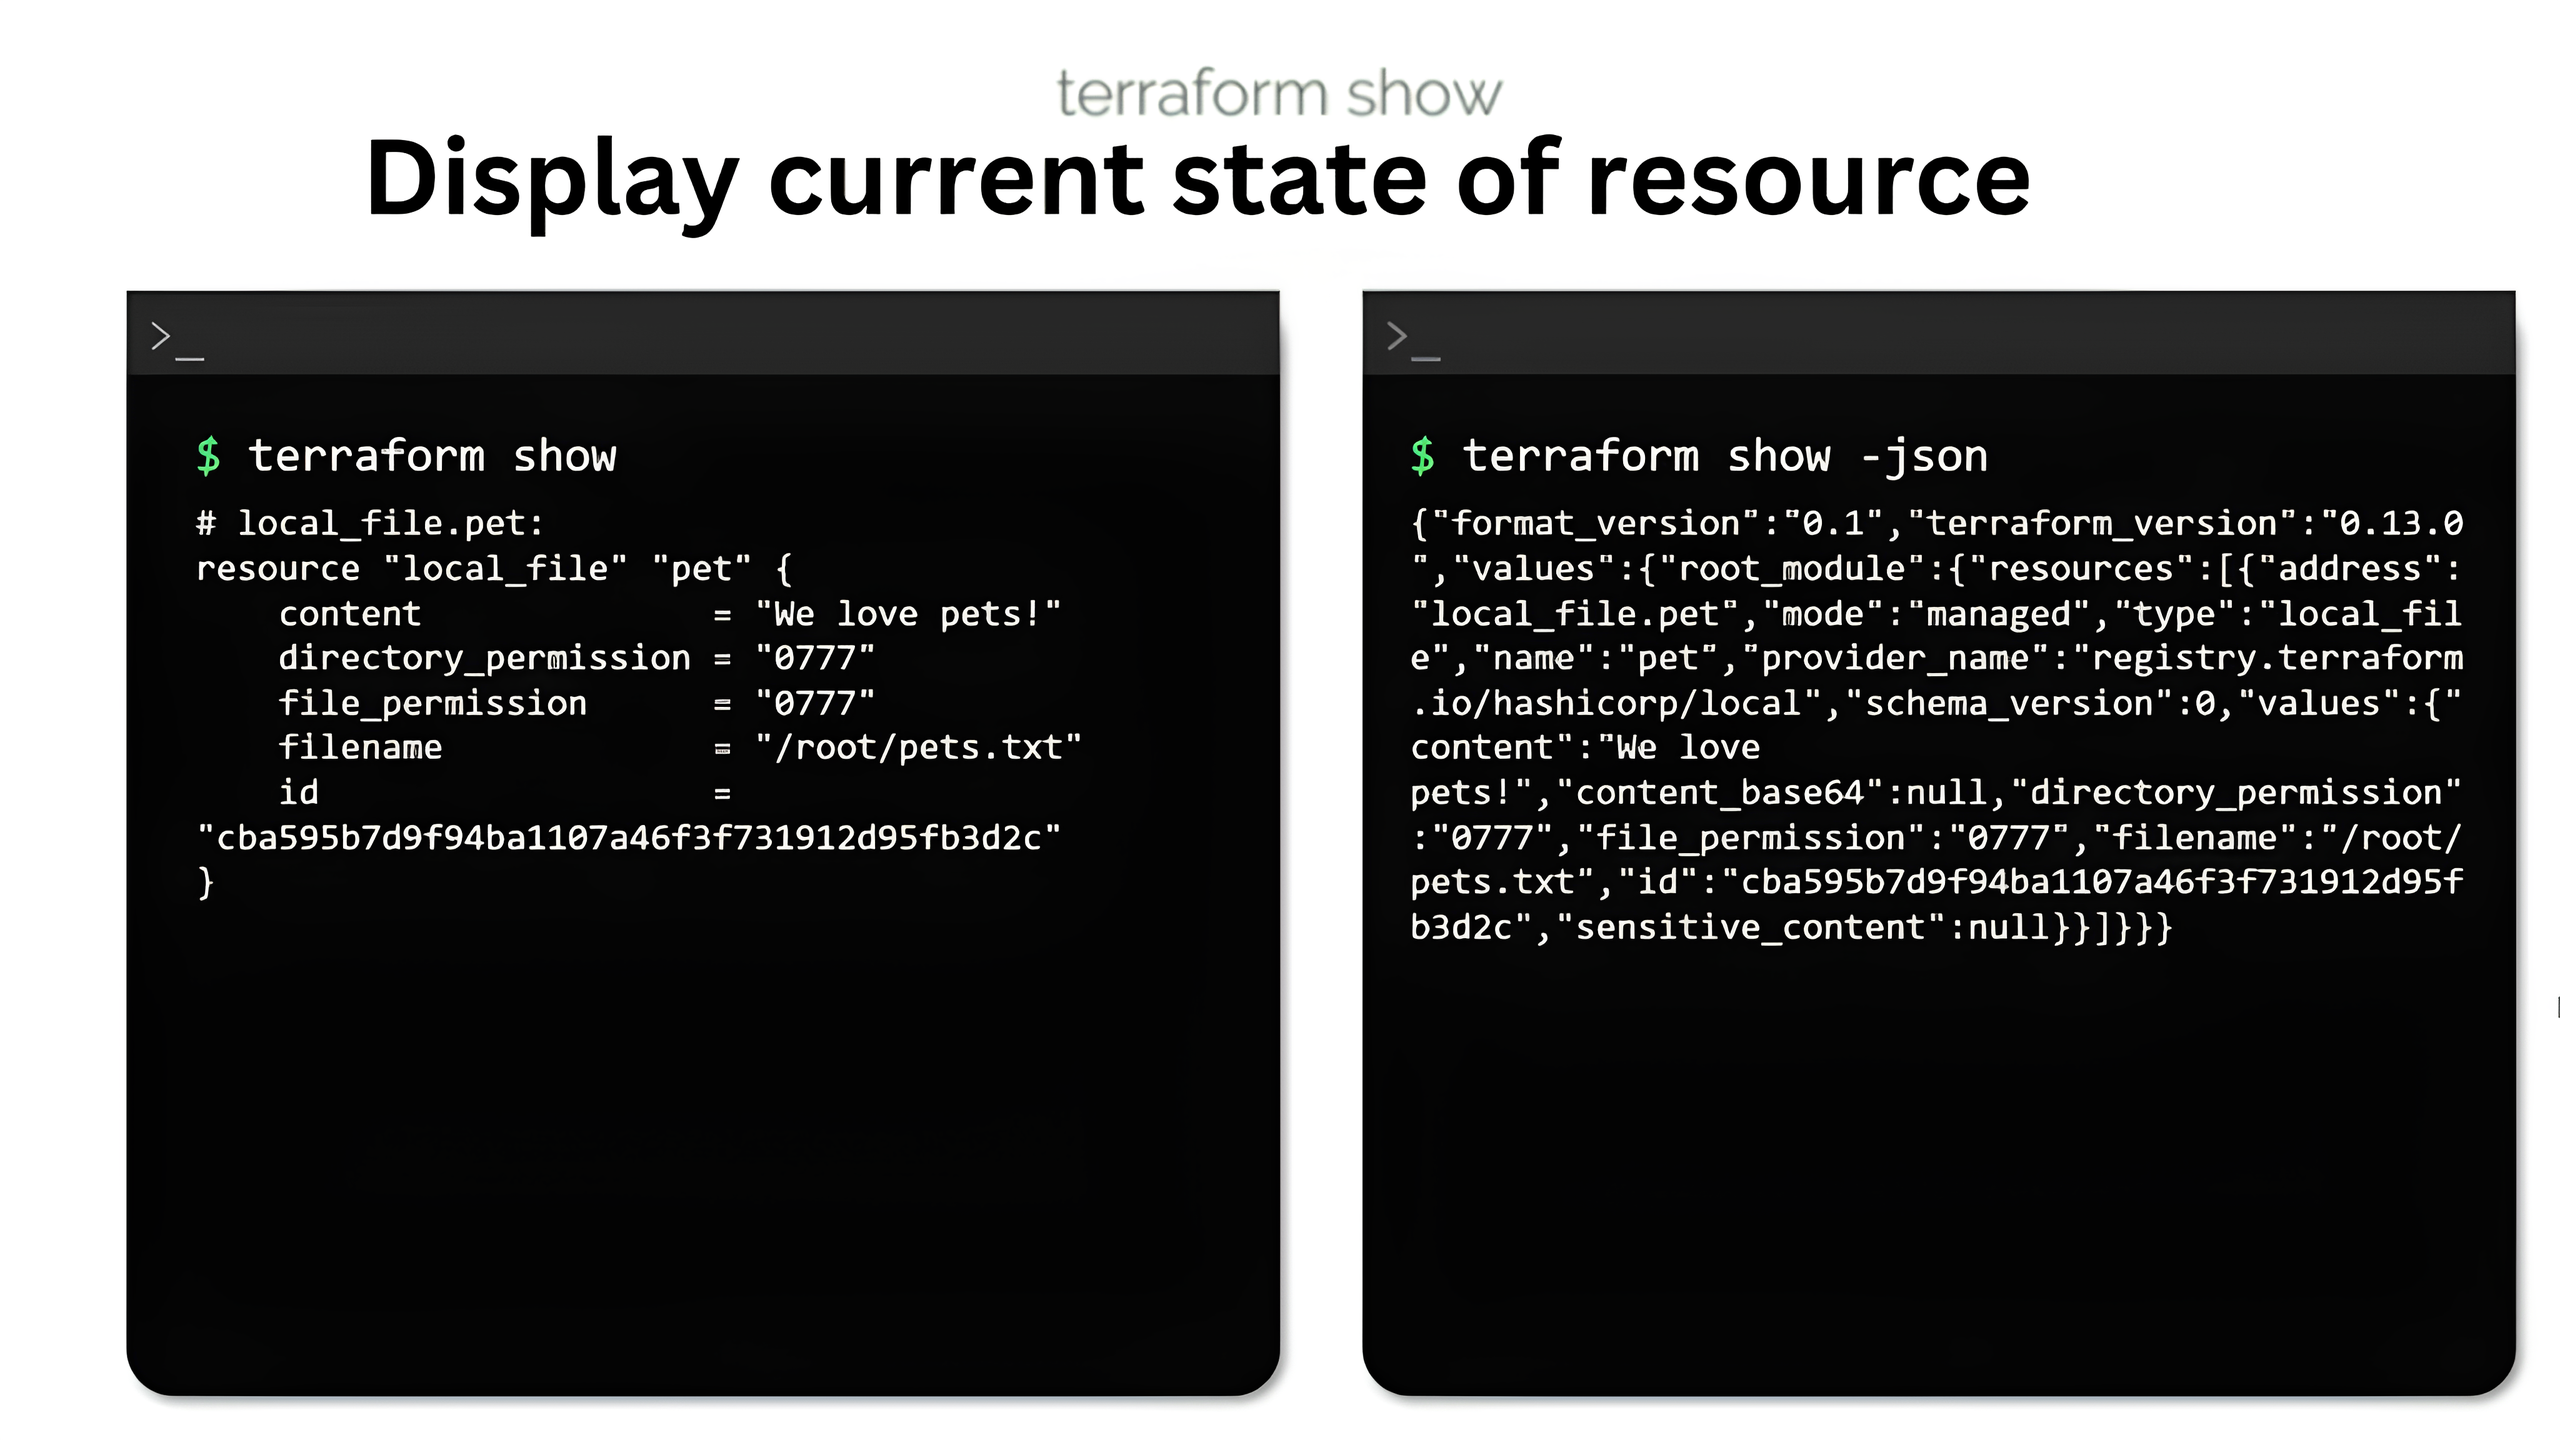 terraform show
Display current state of resource
>_
$ terraform show
# local_file.pet:
resource "local_file" "pet" {
    content              = "We love pets!"
    directory_permission = "0777"
    file_permission      = "0777"
    filename             = "/root/pets.txt"
    id                   =
"cba595b7d9f94ba1107a46f3f731912d95fb3d2c"
}
>_
$ terraform show -json
{"format_version":"0.1","terraform_version":"0.13.0
","values":{"root_module":{"resources":[{"address":
"local_file.pet","mode":"managed","type":"local_fil
e","name":"pet","provider_name":"registry.terraform
.io/hashicorp/local","schema_version":0,"values":{"
content":"We love
pets!","content_base64":null,"directory_permission"
:"0777","file_permission":"0777","filename":"/root/
pets.txt","id":"cba595b7d9f94ba1107a46f3f731912d95f
b3d2c","sensitive_content":null}}]}}}